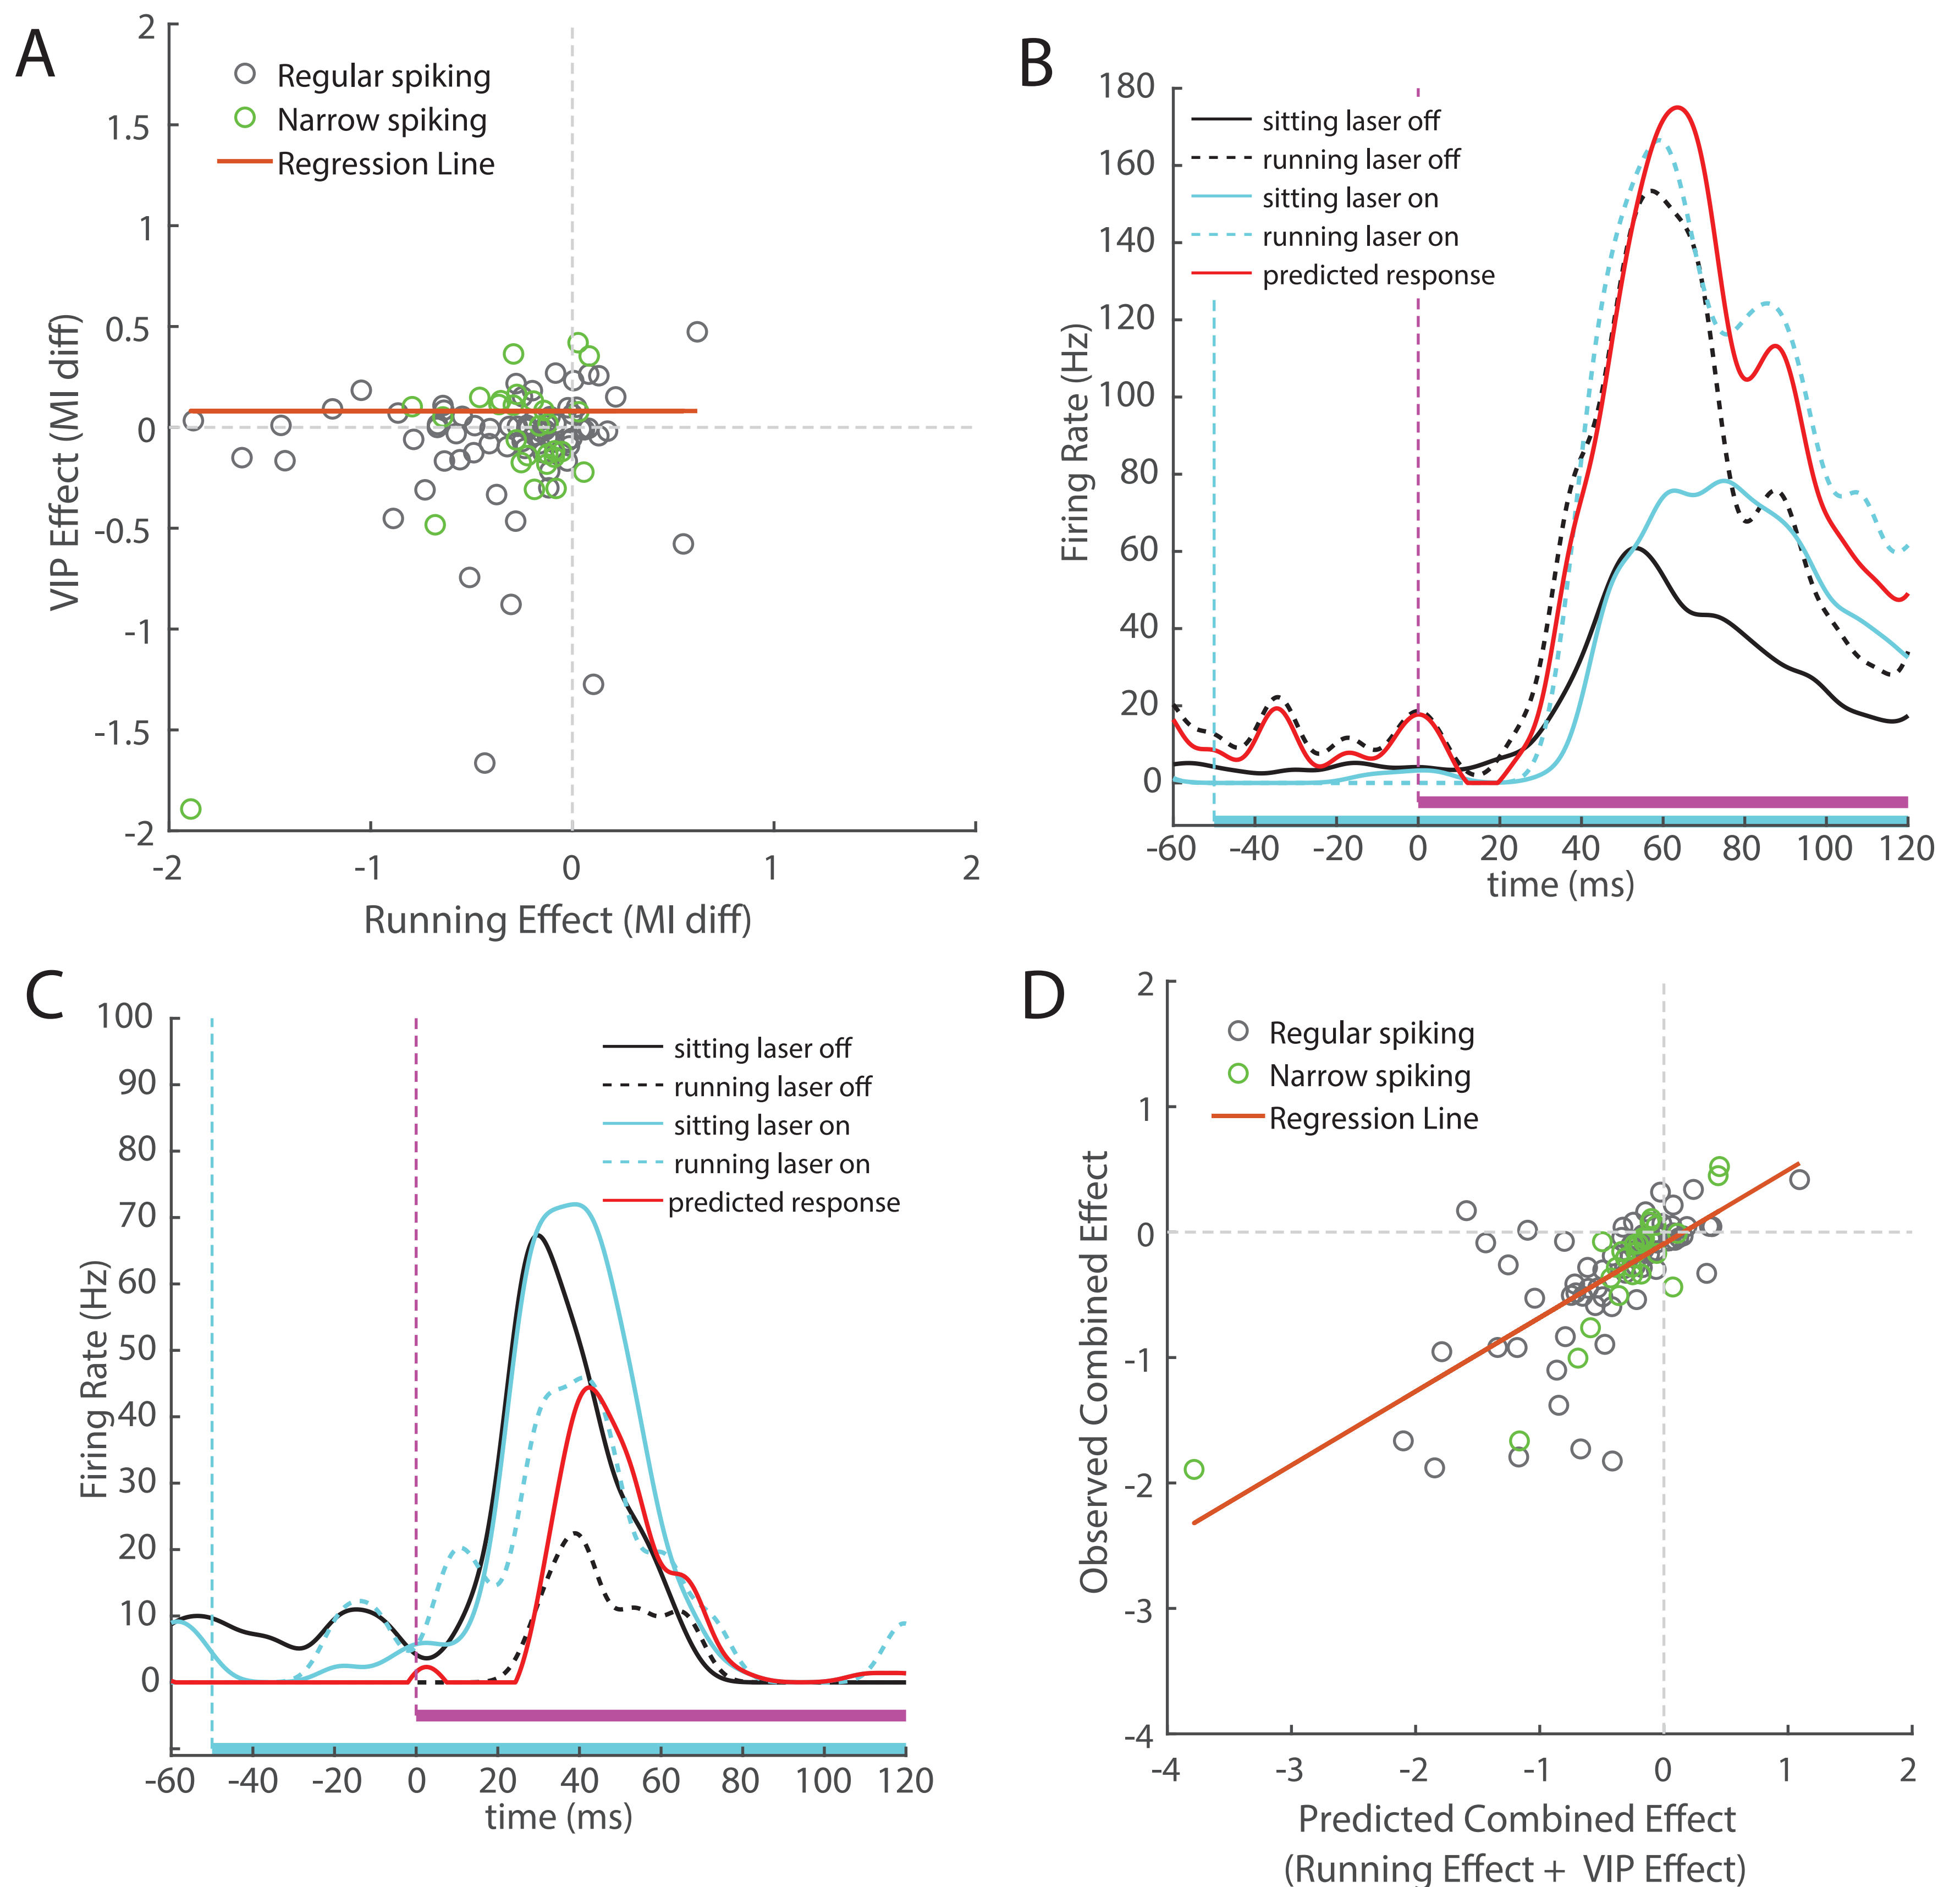 A
2
1.5
1
0.5
0
-0.5
-1
-1.5
-2
VIP Effect (MI diff)
Regular spiking
Narrow spiking
Regression Line
-2
-1
0
1
2
Running Effect (MI diff)
B
180
160
140
120
100
80
60
40
20
0
Firing Rate (Hz)
sitting laser off
running laser off
sitting laser on
running laser on
predicted response
-60 -40 -20 0 20 40 60 80 100 120
time (ms)
C
100
90
80
70
60
50
40
30
20
10
0
Firing Rate (Hz)
sitting laser off
running laser off
sitting laser on
running laser on
predicted response
-60 -40 -20 0 20 40 60 80 100 120
time (ms)
D
2
1
0
-1
-2
-3
-4
Observed Combined Effect
Regular spiking
Narrow spiking
Regression Line
-4 -3 -2 -1 0 1 2
Predicted Combined Effect
(Running Effect + VIP Effect)